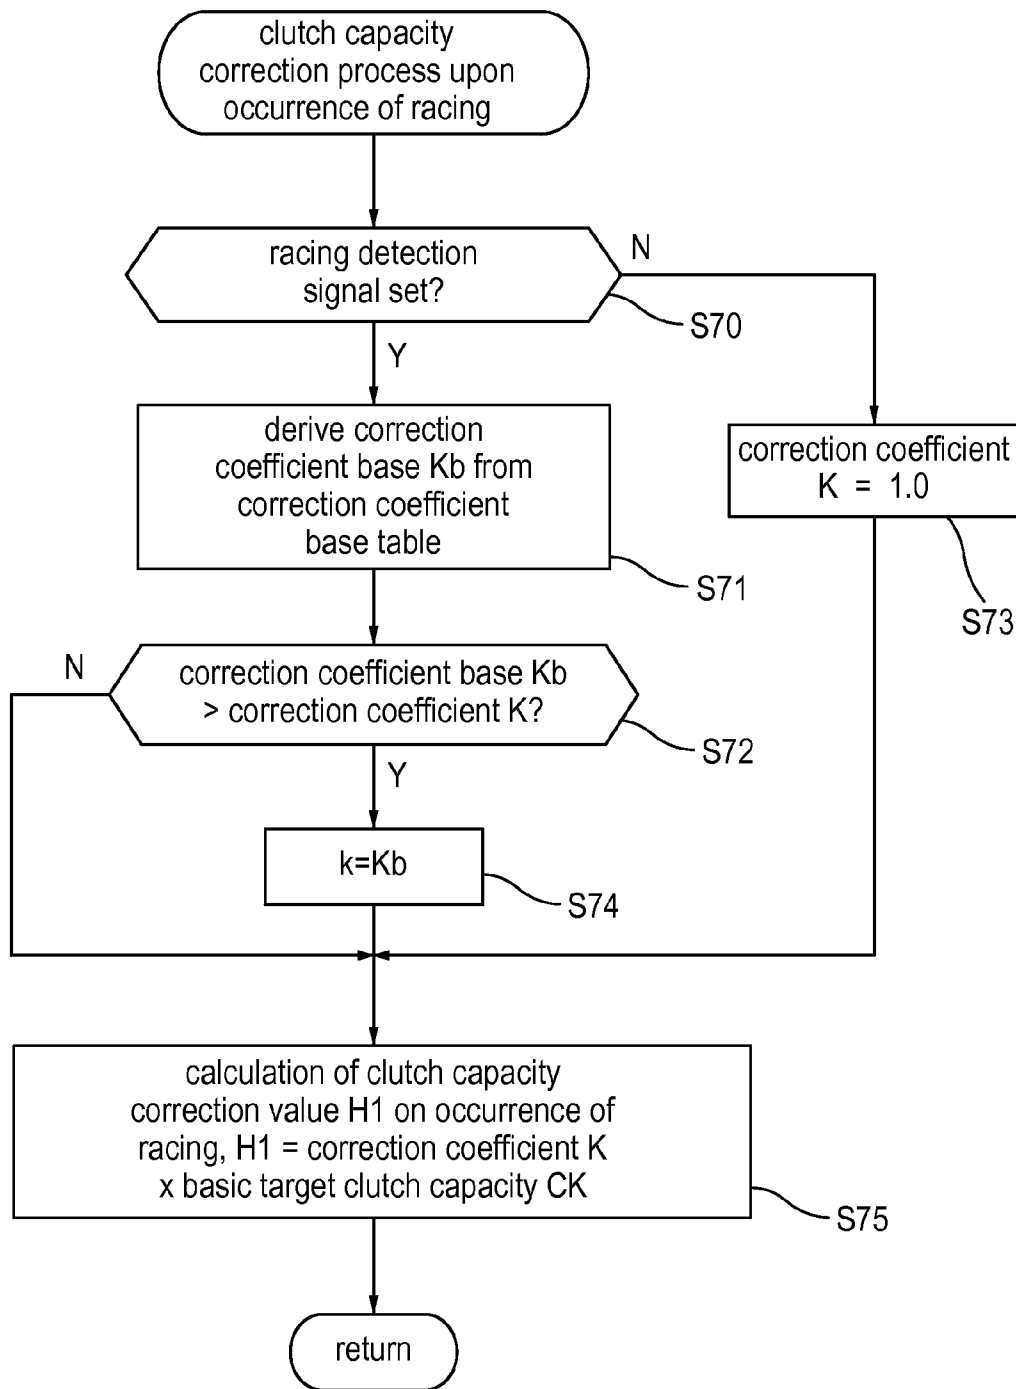 clutch capacity
correction process upon
occurrence of racing
racing detection
signal set?
N
S70
Y
derive correction
coefficient base Kb from
correction coefficient
base table
S71
correction coefficient
K = 1.0
S73
N
correction coefficient base Kb
> correction coefficient K?
S72
Y
k=Kb
S74
calculation of clutch capacity
correction value H1 on occurrence of
racing, H1 = correction coefficient K
x basic target clutch capacity CK
S75
return